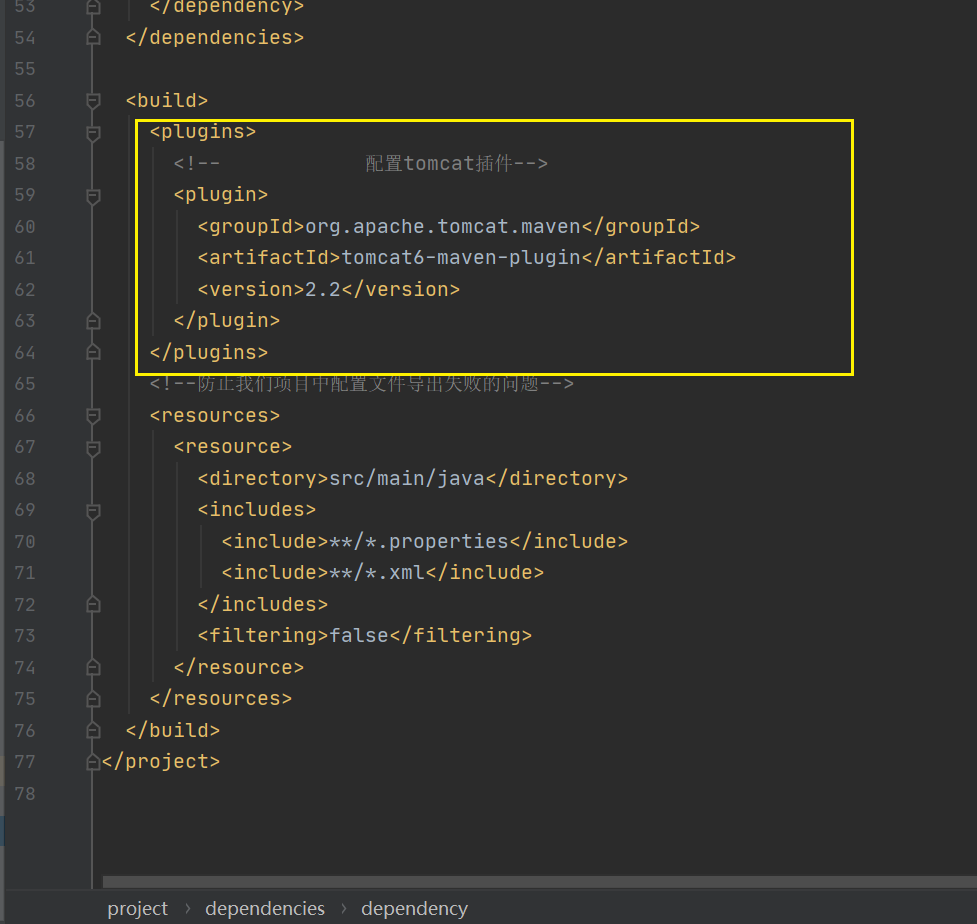 53 </dependency>
54 </dependencies>
55
56 <build>
57 <plugins>
58 <!-- 配置tomcat插件-->
59 <plugin>
60 <groupId>org.apache.tomcat.maven</groupId>
61 <artifactId>tomcat6-maven-plugin</artifactId>
62 <version>2.2</version>
63 </plugin>
64 </plugins>
65 <!--防止我们项目中配置文件导出失败的问题-->
66 <resources>
67 <resource>
68 <directory>src/main/java</directory>
69 <includes>
70 <include>**/*.properties</include>
71 <include>**/*.xml</include>
72 </includes>
73 <filtering>false</filtering>
74 </resource>
75 </resources>
76 </build>
77 </project>
78
project › dependencies › dependency